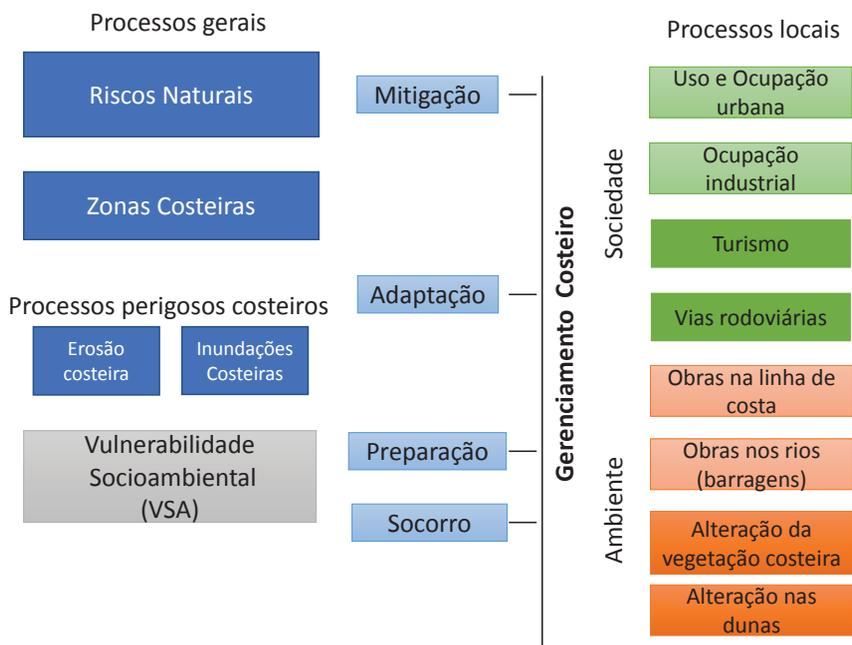 Processos gerais
Riscos Naturais
Zonas Costeiras
Processos perigosos costeiros
Erosão
costeira
Inundações
Costeiras
Vulnerabilidade
Socioambiental
(VSA)
Mitigação
Adaptação
Preparação
Socorro
Gerenciamento Costeiro
Processos locais
Sociedade
Uso e Ocupação
urbana
Ocupação
industrial
Turismo
Vias rodoviárias
Ambiente
Obras na linha de
costa
Obras nos rios
(barragens)
Alteração da
vegetação costeira
Alteração nas
dunas